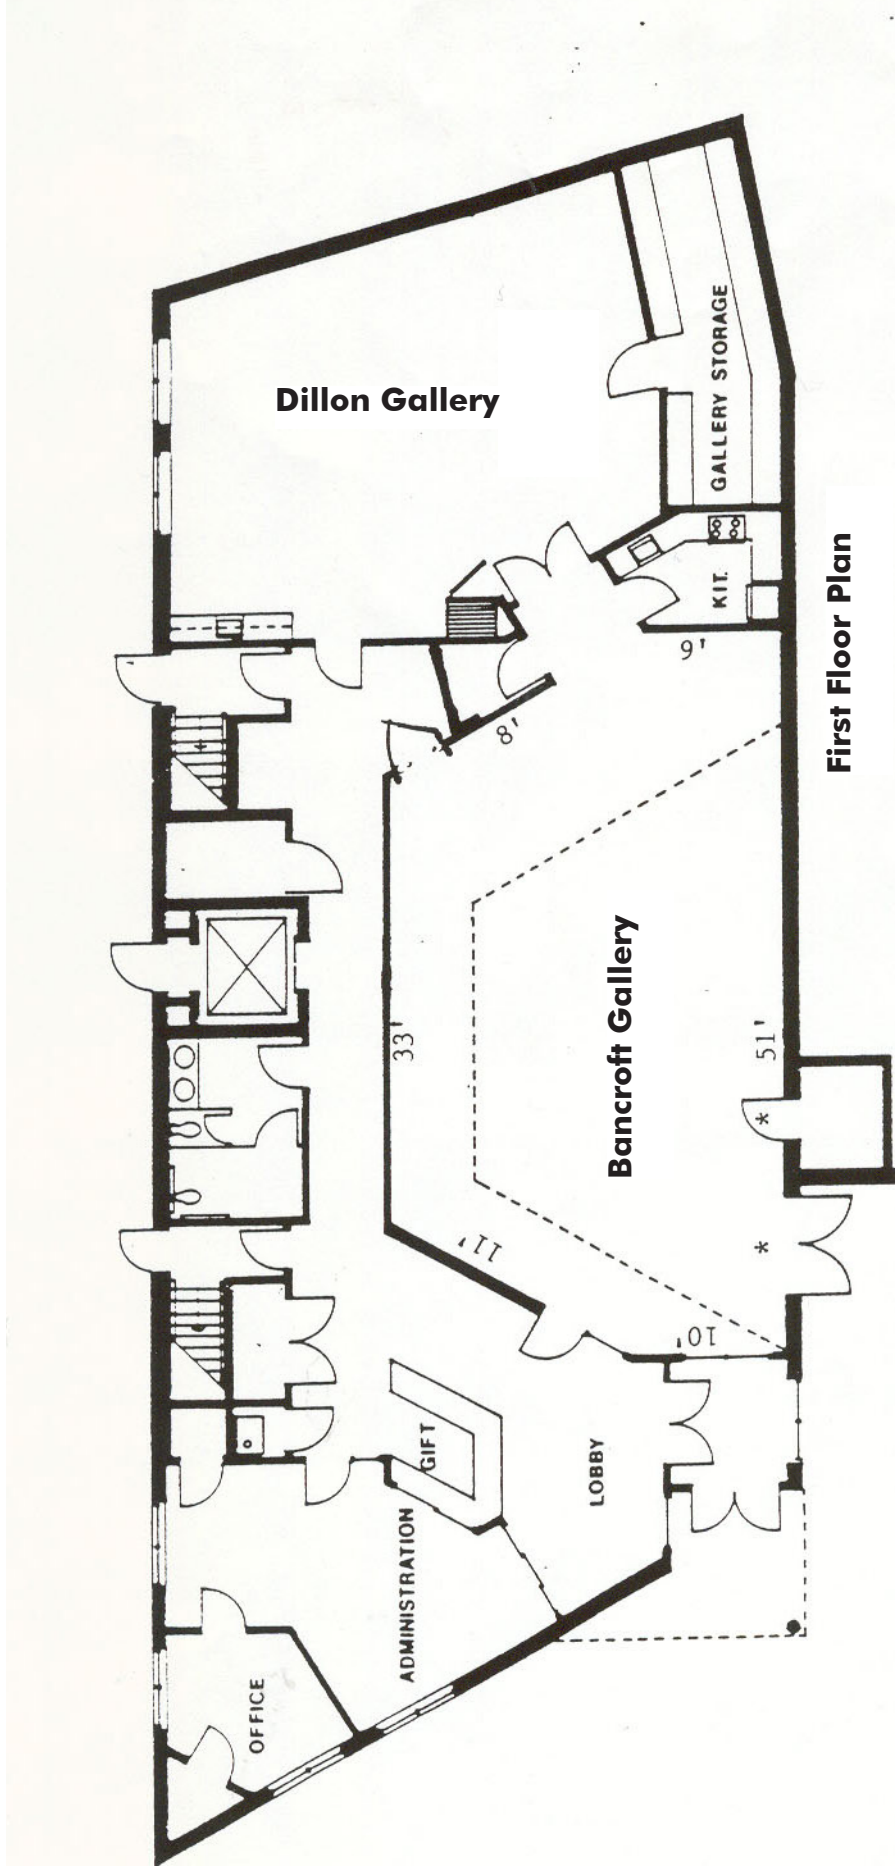 Dillon Gallery
GALLERY STORAGE
KIT.
First Floor Plan
9'
8'
33'
Bancroft Gallery
51'
*
*
11'
10'
GIFT
LOBBY
ADMINISTRATION
OFFICE